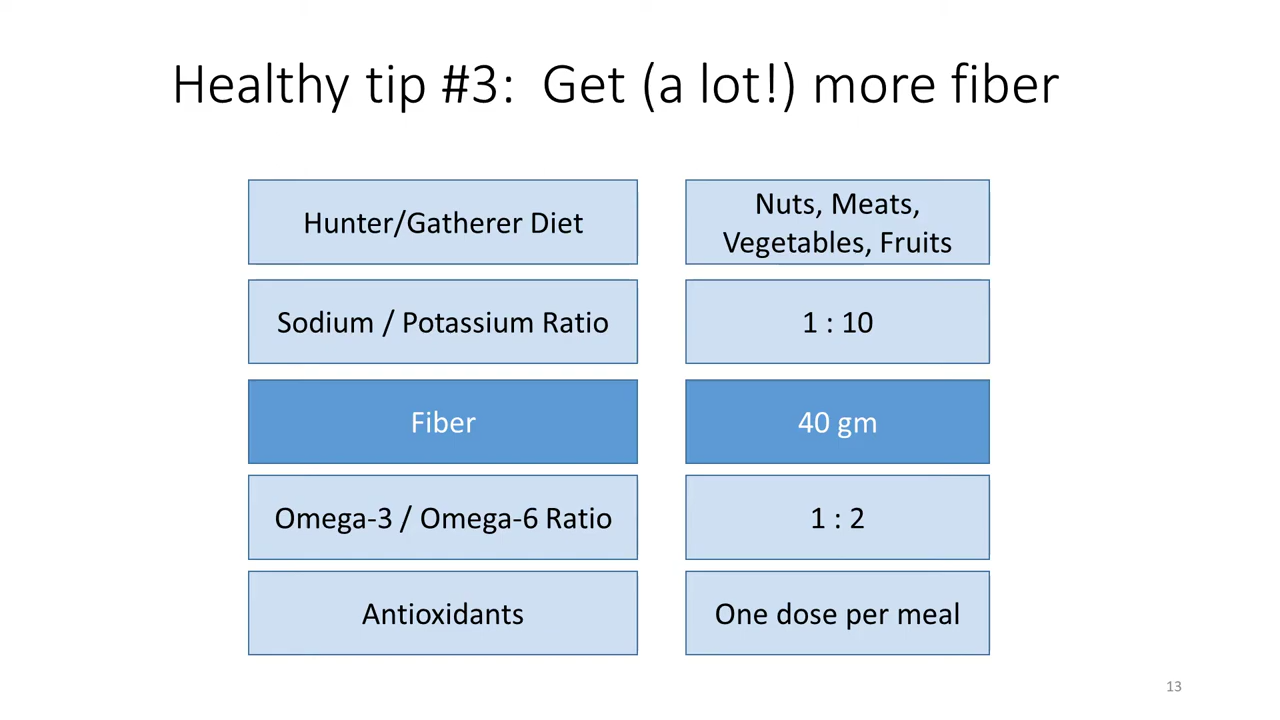 Healthy tip #3:  Get (a lot!) more fiber
Hunter/Gatherer Diet
Nuts, Meats,
Vegetables, Fruits
Sodium / Potassium Ratio
1 : 10
Fiber
40 gm
Omega-3 / Omega-6 Ratio
1 : 2
Antioxidants
One dose per meal
13